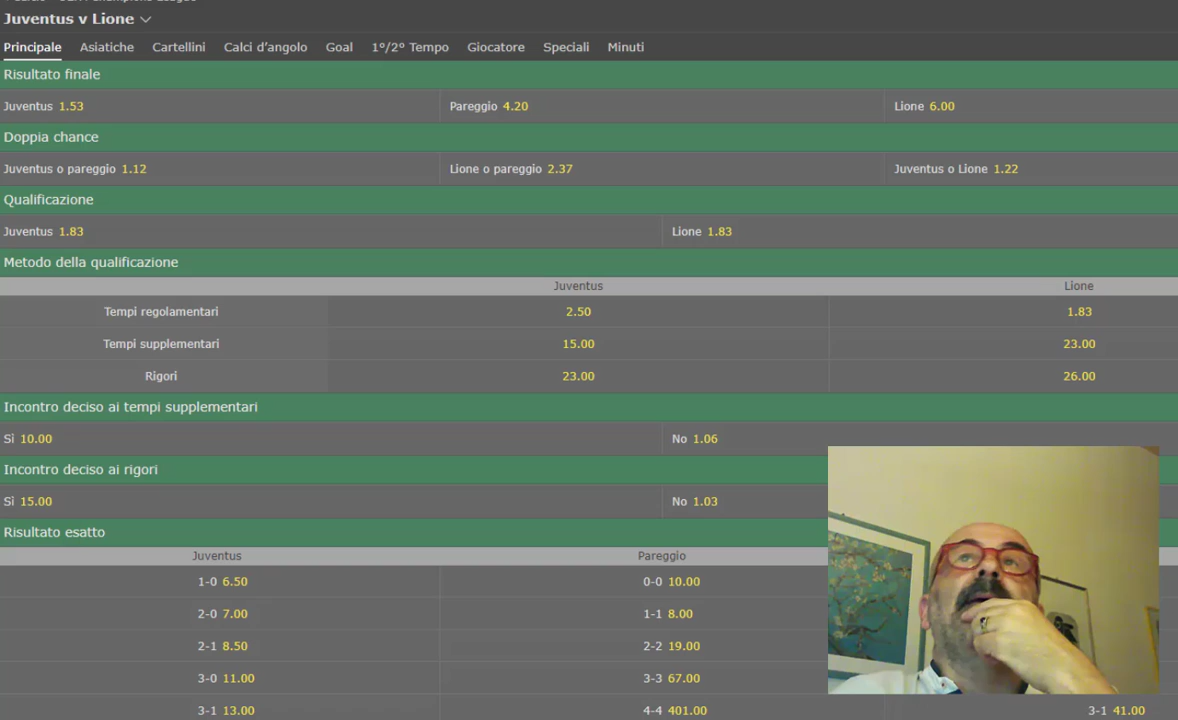 Juventus v Lione
Principale Asiatiche Cartellini Calci d'angolo Goal 1°/2° Tempo Giocatore Speciali Minuti
Risultato finale
Juventus 1.53 Pareggio 4.20 Lione 6.00
Doppia chance
Juventus o pareggio 1.12 Lione o pareggio 2.37 Juventus o Lione 1.22
Qualificazione
Juventus 1.83 Lione 1.83
Metodo della qualificazione
Juventus Lione
Tempi regolamentari 2.50 1.83
Tempi supplementari 15.00 23.00
Rigori 23.00 26.00
Incontro deciso ai tempi supplementari
Sì 10.00 No 1.06
Incontro deciso ai rigori
Sì 15.00 No 1.03
Risultato esatto
Juventus Pareggio
1-0 6.50 0-0 10.00
2-0 7.00 1-1 8.00
2-1 8.50 2-2 19.00
3-0 11.00 3-3 67.00
3-1 13.00 4-4 401.00 3-1 41.00